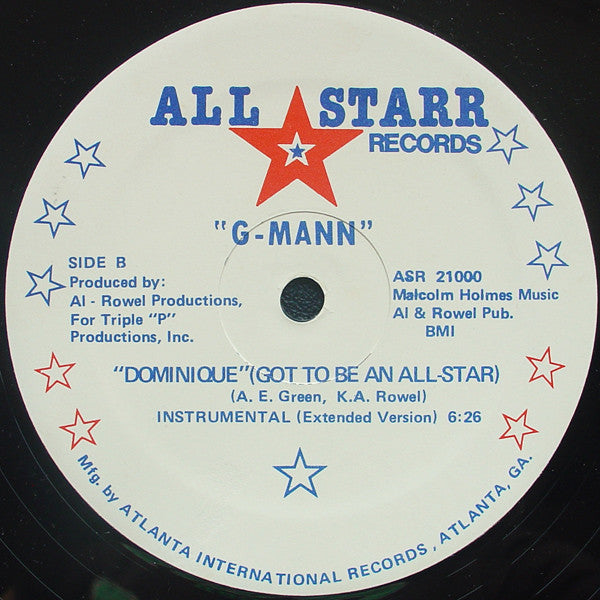 ALL STARR
RECORDS
"G-MANN"
SIDE B
Produced by:
Al - Rowel Productions,
For Triple "P"
Productions, Inc.
ASR 21000
Malcolm Holmes Music
Al & Rowel Pub.
BMI
"DOMINIQUE" (GOT TO BE AN ALL-STAR)
(A. E. Green, K.A. Rowel)
INSTRUMENTAL (Extended Version) 6:26
Mfg. by ATLANTA INTERNATIONAL RECORDS, ATLANTA, GA.